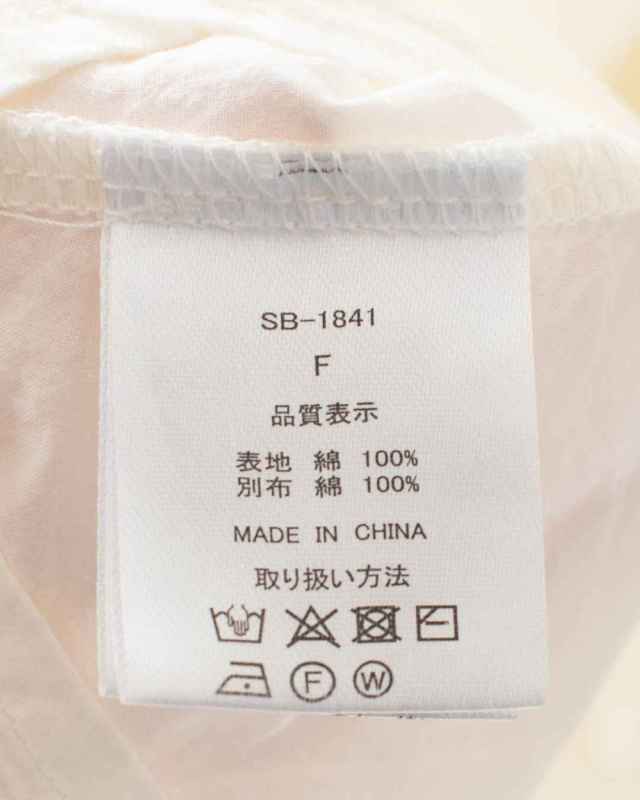 SB-1841
F
品質表示
表地 綿 100%
別布 綿 100%
MADE IN CHINA
取り扱い方法
F W